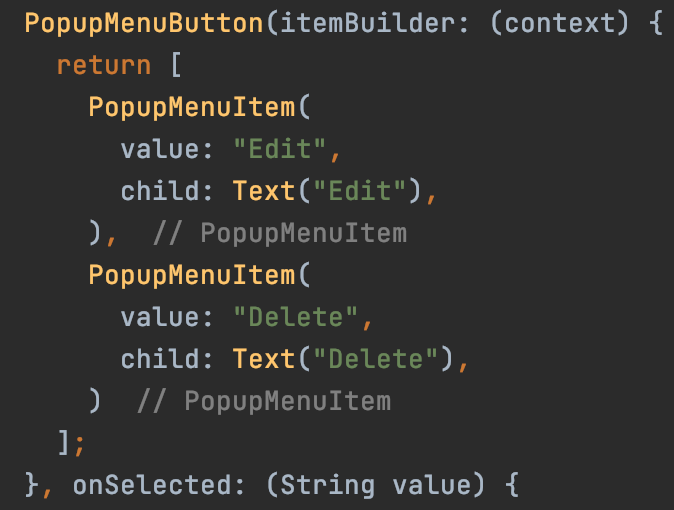 PopupMenuButton(itemBuilder: (context) {
  return [
    PopupMenuItem(
      value: "Edit",
      child: Text("Edit"),
    ),  // PopupMenuItem
    PopupMenuItem(
      value: "Delete",
      child: Text("Delete"),
    )  // PopupMenuItem
  ];
}, onSelected: (String value) {